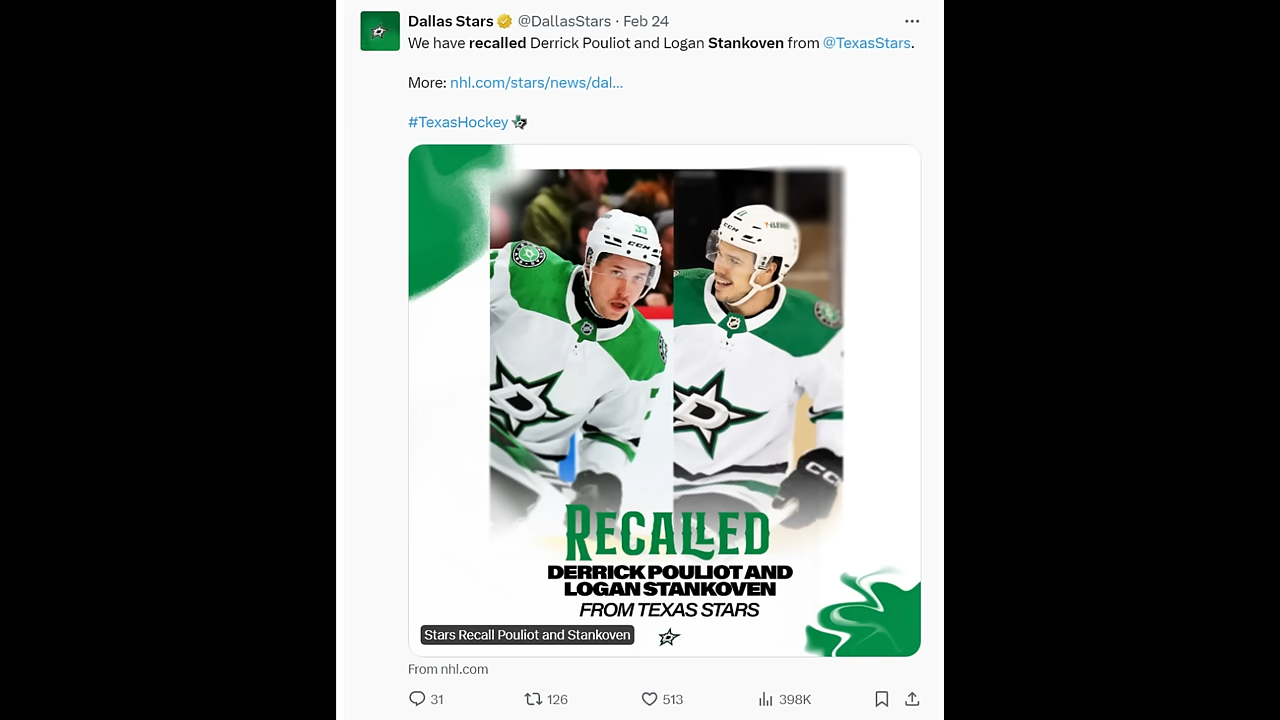 Dallas Stars @DallasStars · Feb 24
We have recalled Derrick Pouliot and Logan Stankoven from @TexasStars.
More: nhl.com/stars/news/dal...
#TexasHockey
CCM
CCM
RECALLED
DERRICK POULIOT AND
LOGAN STANKOVEN
FROM TEXAS STARS
Stars Recall Pouliot and Stankoven
From nhl.com
31 126 513 398K